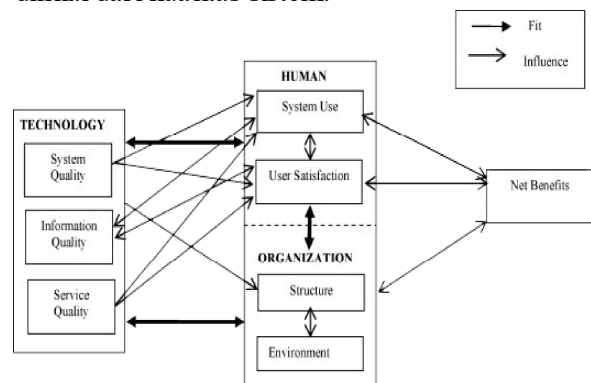 Fit
Influence
HUMAN
System Use
User Satisfaction
TECHNOLOGY
System
Quality
Information
Quality
Service
Quality
ORGANIZATION
Structure
Environment
Net Benefits